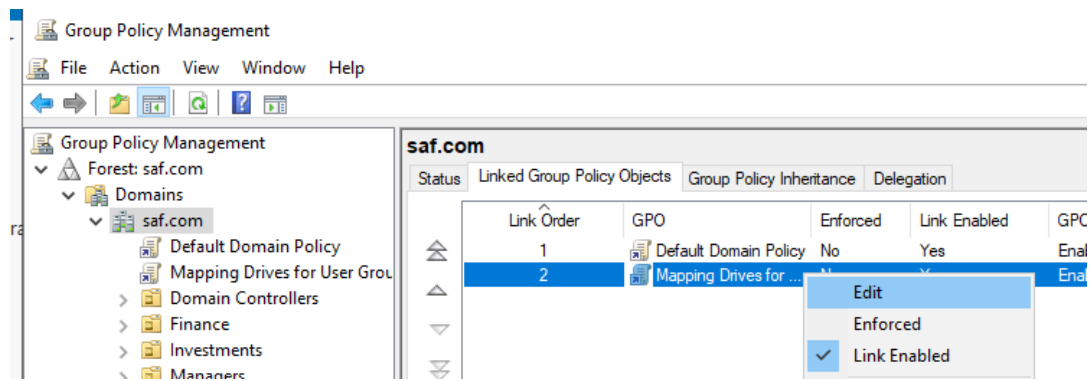 Group Policy Management
File Action View Window Help
Group Policy Management
Forest: saf.com
Domains
saf.com
Default Domain Policy
Mapping Drives for User Grou
Domain Controllers
Finance
Investments
Managers
saf.com
Status Linked Group Policy Objects Group Policy Inheritance Delegation
Link Order GPO Enforced Link Enabled GPO
1 Default Domain Policy No Yes Enal
2 Mapping Drives for ... Enal
Edit
Enforced
Link Enabled